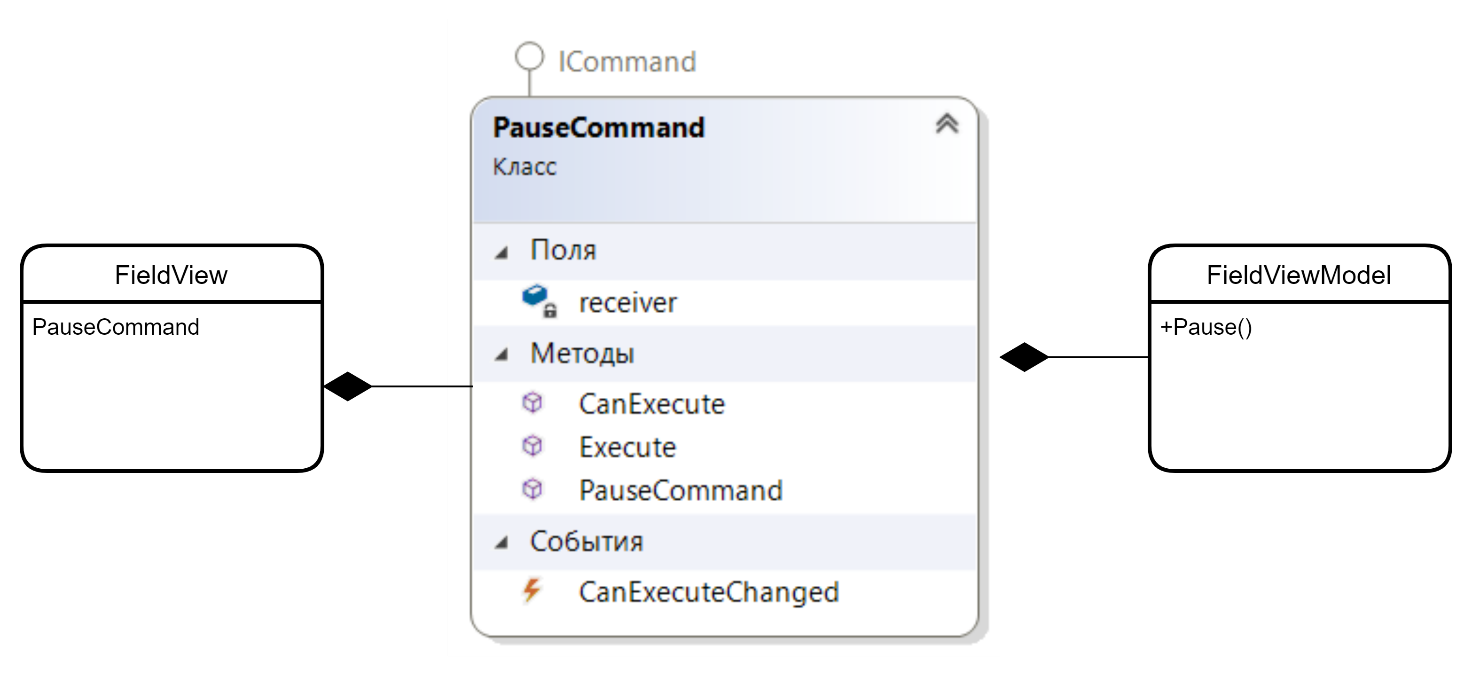 ICommand
PauseCommand
Класс
Поля
receiver
Методы
CanExecute
Execute
PauseCommand
События
CanExecuteChanged
FieldView
PauseCommand
FieldViewModel
+Pause()